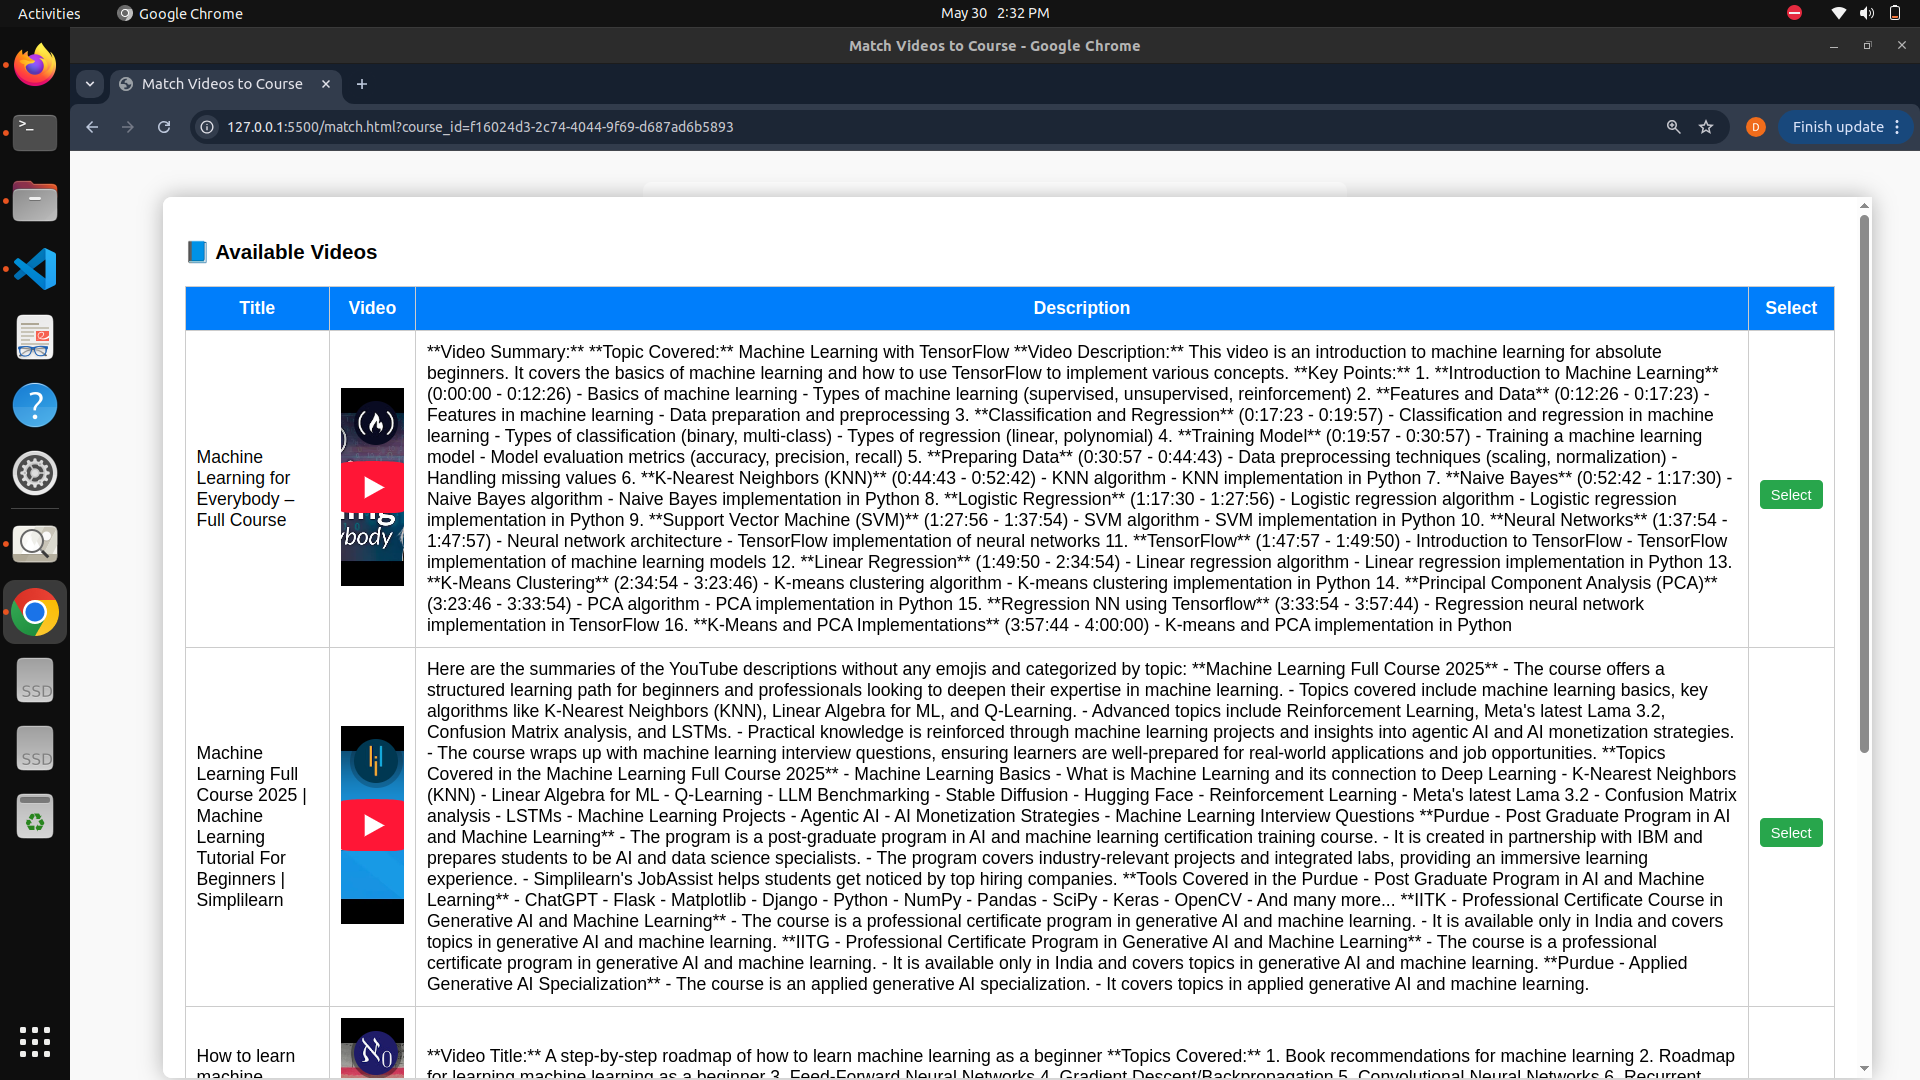 Activities
Google Chrome
May 30 2:32 PM
Match Videos to Course - Google Chrome
Match Videos to Course
127.0.0.1:5500/match.html?course_id=f16024d3-2c74-4044-9f69-d687ad6b5893
D
Finish update
Available Videos
Title
Video
Description
Select
Machine
Learning for
Everybody –
Full Course
ybody
**Video Summary:** **Topic Covered:** Machine Learning with TensorFlow **Video Description:** This video is an introduction to machine learning for absolute
beginners. It covers the basics of machine learning and how to use TensorFlow to implement various concepts. **Key Points:** 1. **Introduction to Machine Learning**
(0:00:00 - 0:12:26) - Basics of machine learning - Types of machine learning (supervised, unsupervised, reinforcement) 2. **Features and Data** (0:12:26 - 0:17:23) -
Features in machine learning - Data preparation and preprocessing 3. **Classification and Regression** (0:17:23 - 0:19:57) - Classification and regression in machine
learning - Types of classification (binary, multi-class) - Types of regression (linear, polynomial) 4. **Training Model** (0:19:57 - 0:30:57) - Training a machine learning
model - Model evaluation metrics (accuracy, precision, recall) 5. **Preparing Data** (0:30:57 - 0:44:43) - Data preprocessing techniques (scaling, normalization) -
Handling missing values 6. **K-Nearest Neighbors (KNN)** (0:44:43 - 0:52:42) - KNN algorithm - KNN implementation in Python 7. **Naive Bayes** (0:52:42 - 1:17:30) -
Naive Bayes algorithm - Naive Bayes implementation in Python 8. **Logistic Regression** (1:17:30 - 1:27:56) - Logistic regression algorithm - Logistic regression
implementation in Python 9. **Support Vector Machine (SVM)** (1:27:56 - 1:37:54) - SVM algorithm - SVM implementation in Python 10. **Neural Networks** (1:37:54 -
1:47:57) - Neural network architecture - TensorFlow implementation of neural networks 11. **TensorFlow** (1:47:57 - 1:49:50) - Introduction to TensorFlow - TensorFlow
implementation of machine learning models 12. **Linear Regression** (1:49:50 - 2:34:54) - Linear regression algorithm - Linear regression implementation in Python 13.
**K-Means Clustering** (2:34:54 - 3:23:46) - K-means clustering algorithm - K-means clustering implementation in Python 14. **Principal Component Analysis (PCA)**
(3:23:46 - 3:33:54) - PCA algorithm - PCA implementation in Python 15. **Regression NN using Tensorflow** (3:33:54 - 3:57:44) - Regression neural network
implementation in TensorFlow 16. **K-Means and PCA Implementations** (3:57:44 - 4:00:00) - K-means and PCA implementation in Python
Select
Machine
Learning Full
Course 2025 |
Machine
Learning
Tutorial For
Beginners |
Simplilearn
Here are the summaries of the YouTube descriptions without any emojis and categorized by topic: **Machine Learning Full Course 2025** - The course offers a
structured learning path for beginners and professionals looking to deepen their expertise in machine learning. - Topics covered include machine learning basics, key
algorithms like K-Nearest Neighbors (KNN), Linear Algebra for ML, and Q-Learning. - Advanced topics include Reinforcement Learning, Meta's latest Lama 3.2,
Confusion Matrix analysis, and LSTMs. - Practical knowledge is reinforced through machine learning projects and insights into agentic AI and AI monetization strategies.
- The course wraps up with machine learning interview questions, ensuring learners are well-prepared for real-world applications and job opportunities. **Topics
Covered in the Machine Learning Full Course 2025** - Machine Learning Basics - What is Machine Learning and its connection to Deep Learning - K-Nearest Neighbors
(KNN) - Linear Algebra for ML - Q-Learning - LLM Benchmarking - Stable Diffusion - Hugging Face - Reinforcement Learning - Meta's latest Lama 3.2 - Confusion Matrix
analysis - LSTMs - Machine Learning Projects - Agentic AI - AI Monetization Strategies - Machine Learning Interview Questions **Purdue - Post Graduate Program in AI
and Machine Learning** - The program is a post-graduate program in AI and machine learning certification training course. - It is created in partnership with IBM and
prepares students to be AI and data science specialists. - The program covers industry-relevant projects and integrated labs, providing an immersive learning
experience. - Simplilearn's JobAssist helps students get noticed by top hiring companies. **Tools Covered in the Purdue - Post Graduate Program in AI and Machine
Learning** - ChatGPT - Flask - Matplotlib - Django - Python - NumPy - Pandas - SciPy - Keras - OpenCV - And many more... **IITK - Professional Certificate Course in
Generative AI and Machine Learning** - The course is a professional certificate program in generative AI and machine learning. - It is available only in India and covers
topics in generative AI and machine learning. **IITG - Professional Certificate Program in Generative AI and Machine Learning** - The course is a professional
certificate program in generative AI and machine learning. - It is available only in India and covers topics in generative AI and machine learning. **Purdue - Applied
Generative AI Specialization** - The course is an applied generative AI specialization. - It covers topics in applied generative AI and machine learning.
Select
How to learn
machine
**Video Title:** A step-by-step roadmap of how to learn machine learning as a beginner **Topics Covered:** 1. Book recommendations for machine learning 2. Roadmap
for learning machine learning as a beginner 3. Feed-Forward Neural Networks 4. Gradient Descent/Backpropagation 5. Convolutional Neural Networks 6. Recurrent
SSD
SSD